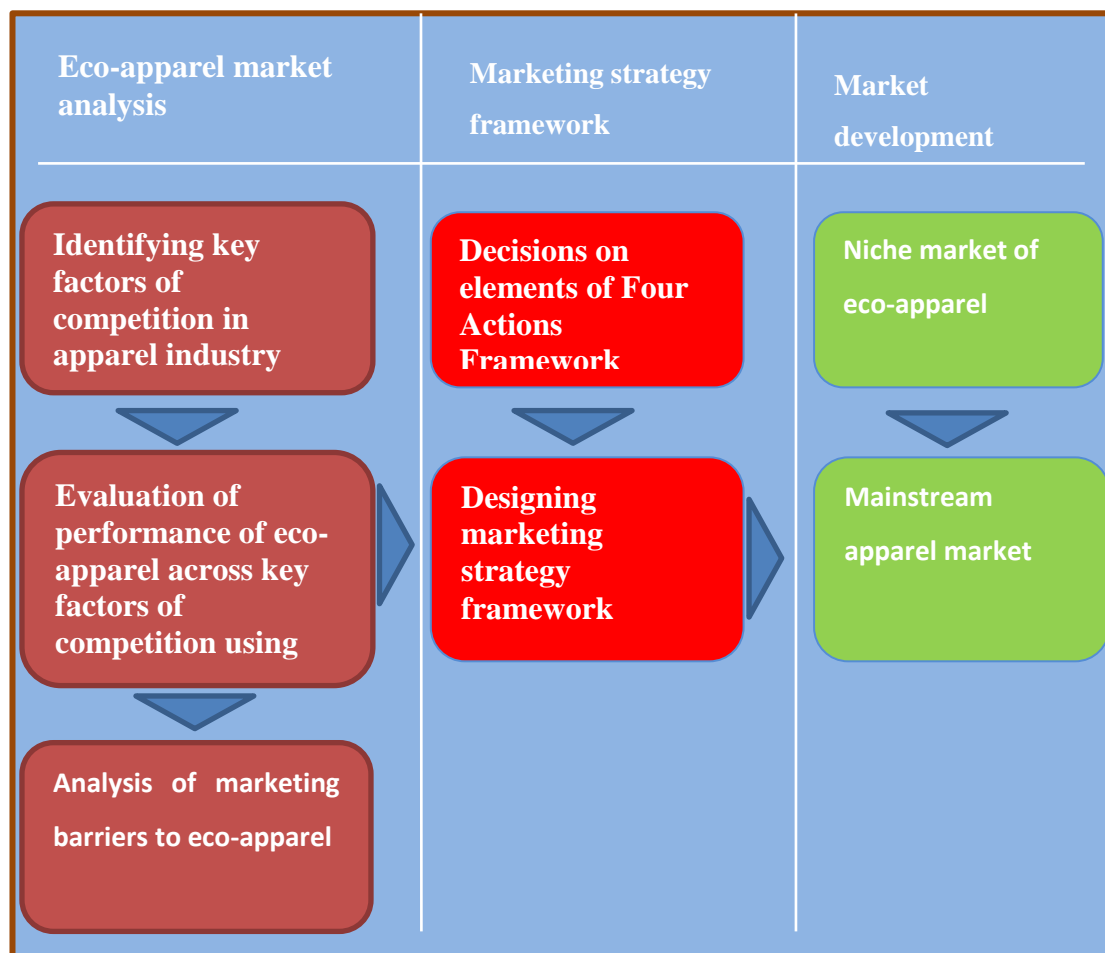 Eco-apparel market
analysis
Marketing strategy
framework
Market
development
Identifying key
factors of
competition in
apparel industry
Decisions on
elements of Four
Actions
Framework
Niche market of
eco-apparel
Evaluation of
performance of eco-
apparel across key
factors of
competition using
Designing
marketing
strategy
framework
Mainstream
apparel market
Analysis of marketing
barriers to eco-apparel